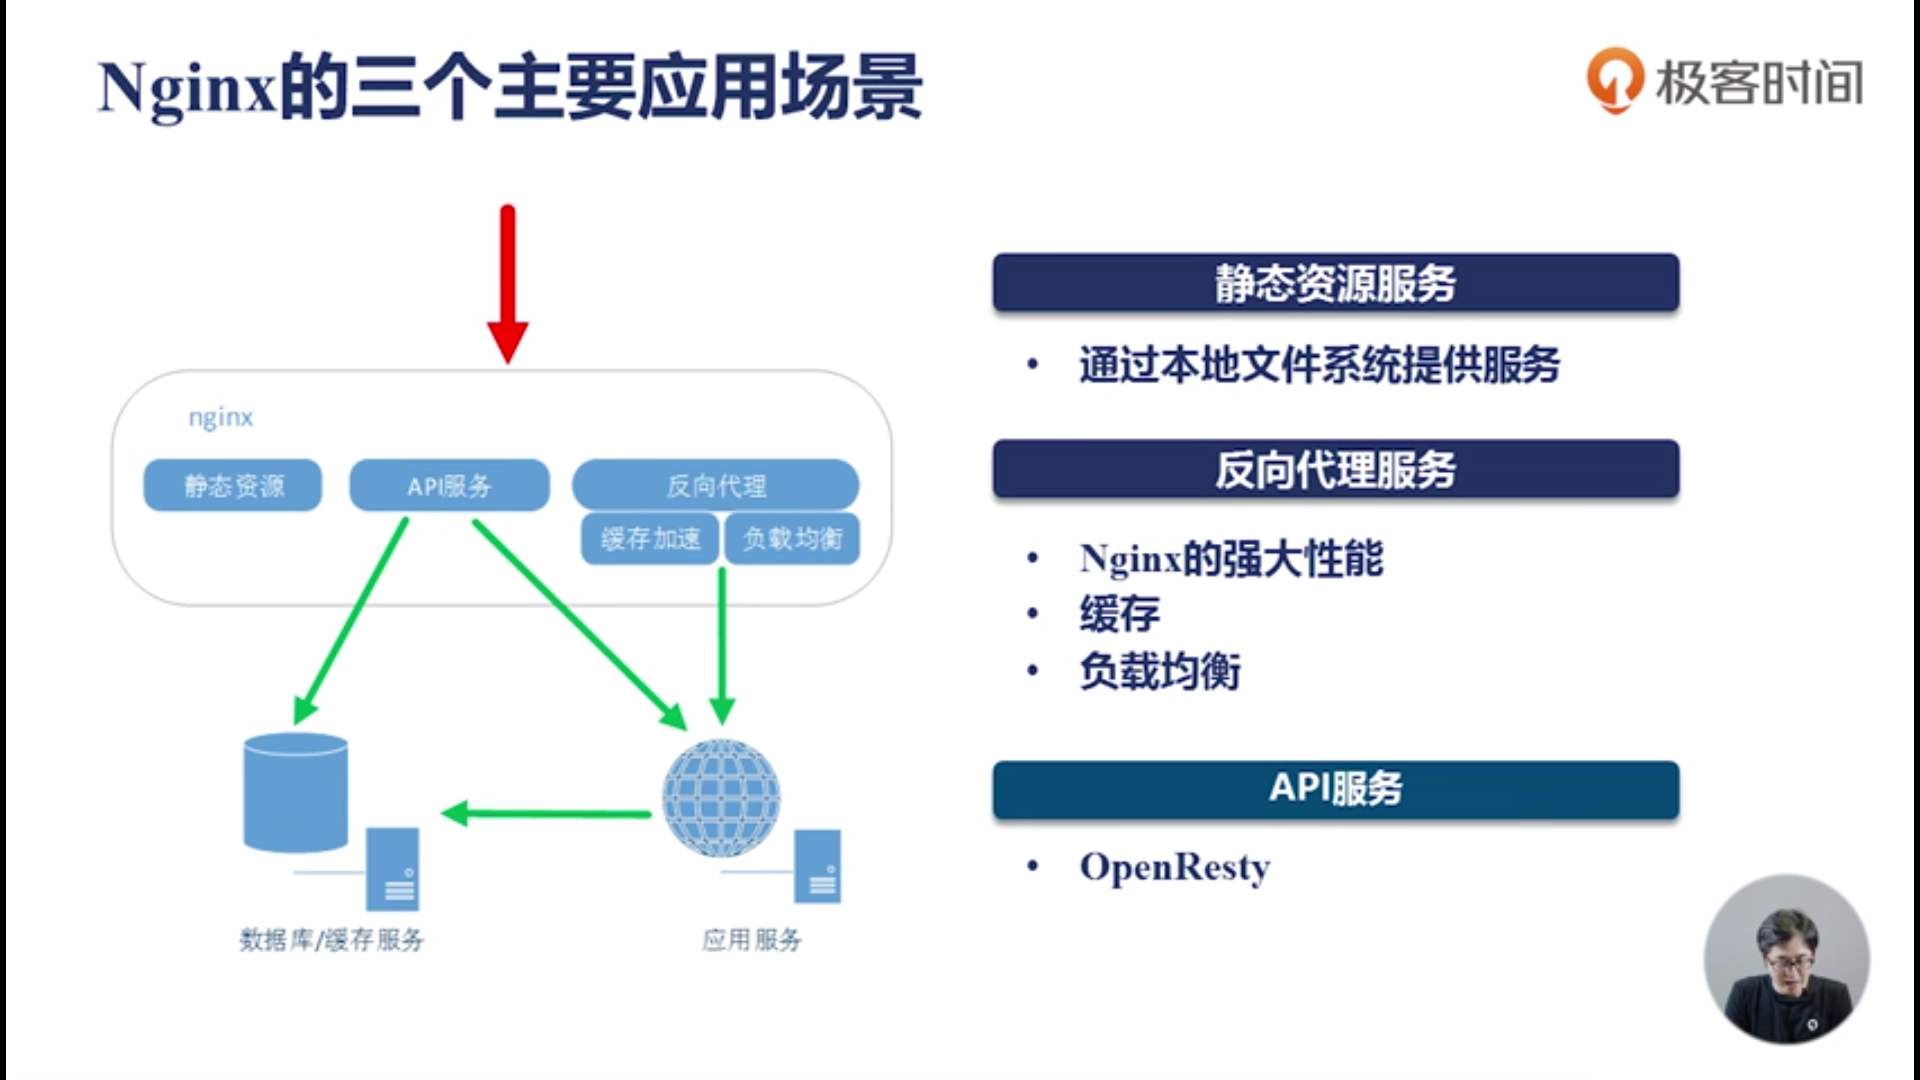 Nginx的三个主要应用场景
极客时间
nginx
静态资源
API服务
反向代理
缓存加速
负载均衡
数据库/缓存服务
应用服务
静态资源服务
• 通过本地文件系统提供服务
反向代理服务
• Nginx的强大性能
• 缓存
• 负载均衡
API服务
• OpenResty